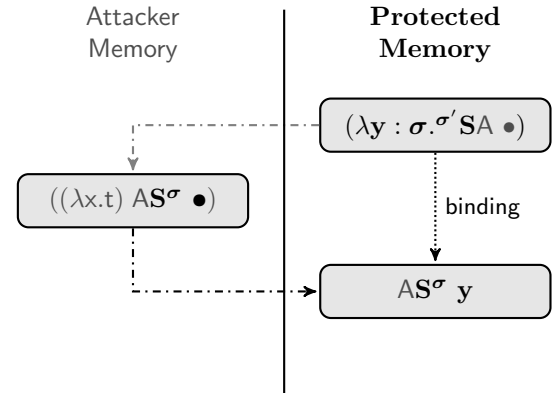 Attacker
Memory
Protected
Memory
(λy : σ.σ′SA •)
((λx.t) ASσ •)
binding
ASσ y